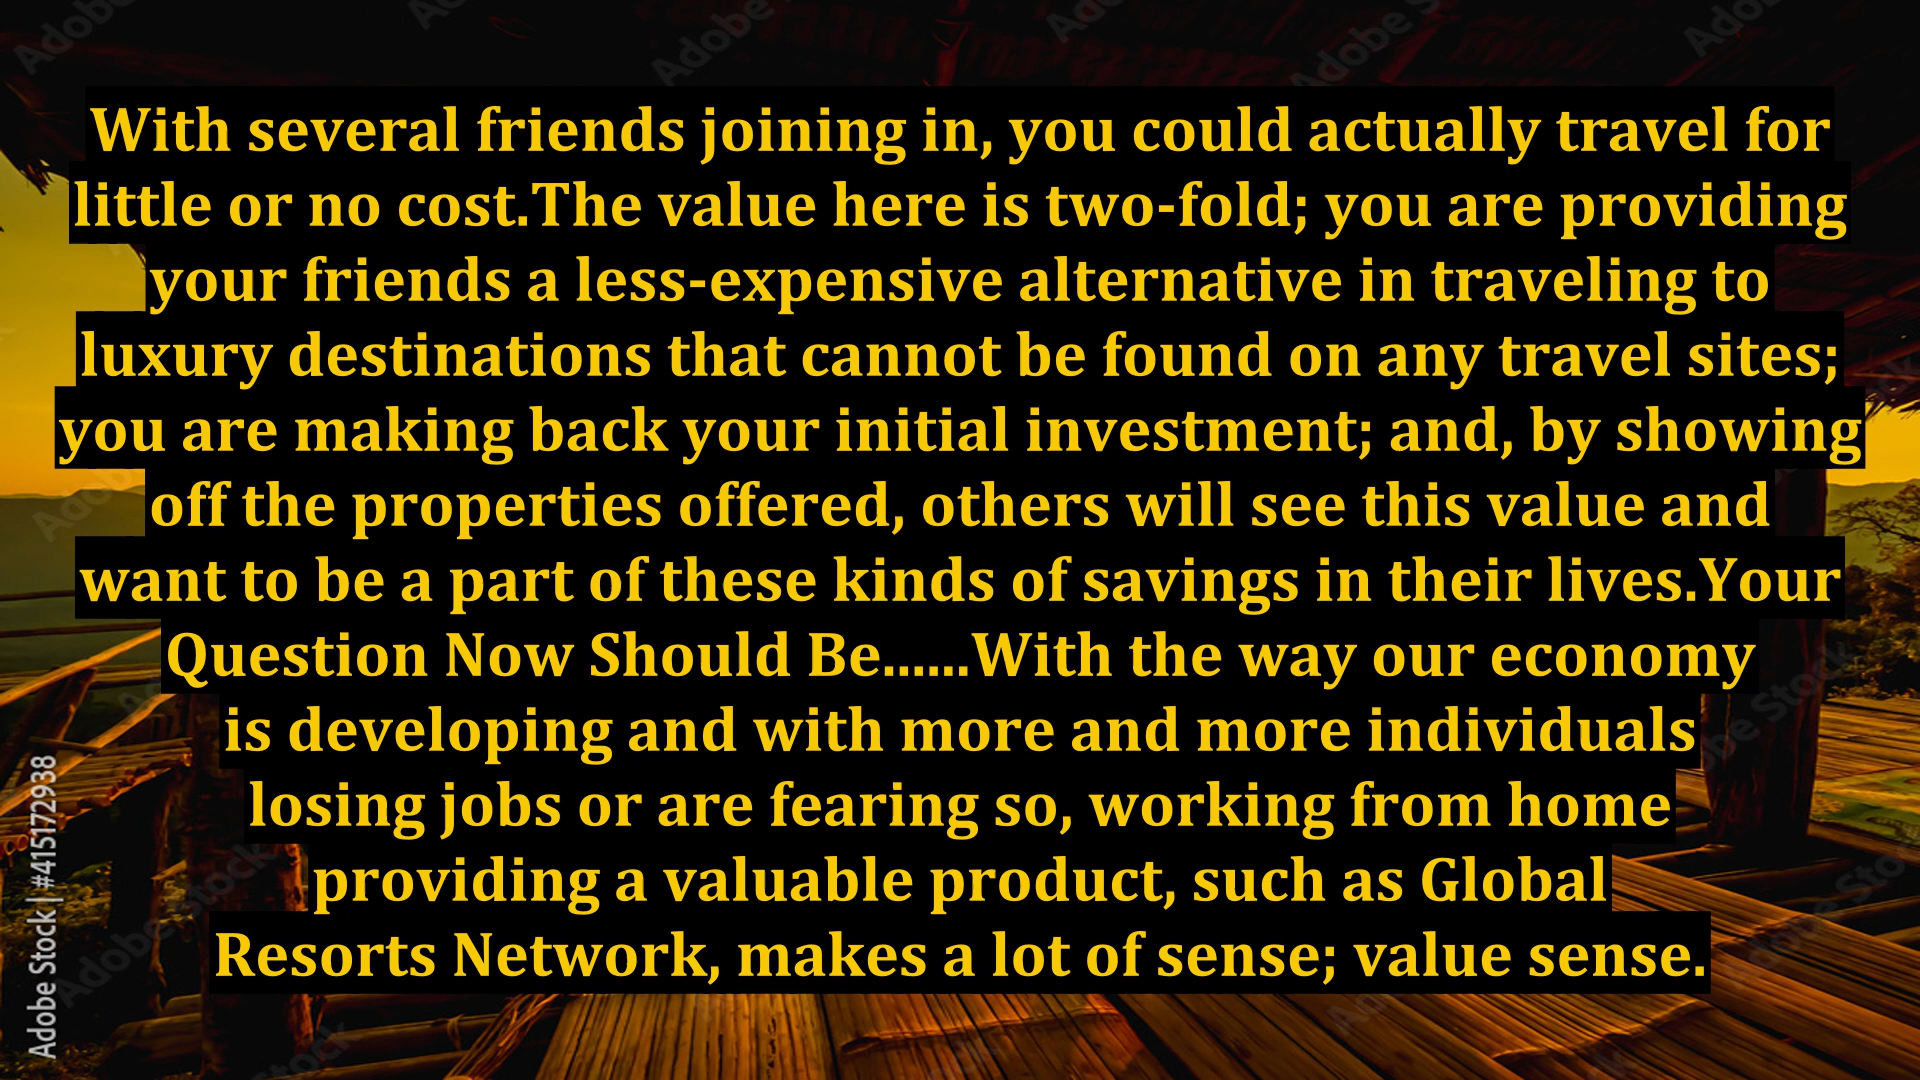 With several friends joining in, you could actually travel for
little or no cost.The value here is two-fold; you are providing
your friends a less-expensive alternative in traveling to
luxury destinations that cannot be found on any travel sites;
you are making back your initial investment; and, by showing
off the properties offered, others will see this value and
want to be a part of these kinds of savings in their lives.Your
Question Now Should Be......With the way our economy
is developing and with more and more individuals
losing jobs or are fearing so, working from home
providing a valuable product, such as Global
Resorts Network, makes a lot of sense; value sense.
Adobe Stock | #415172938